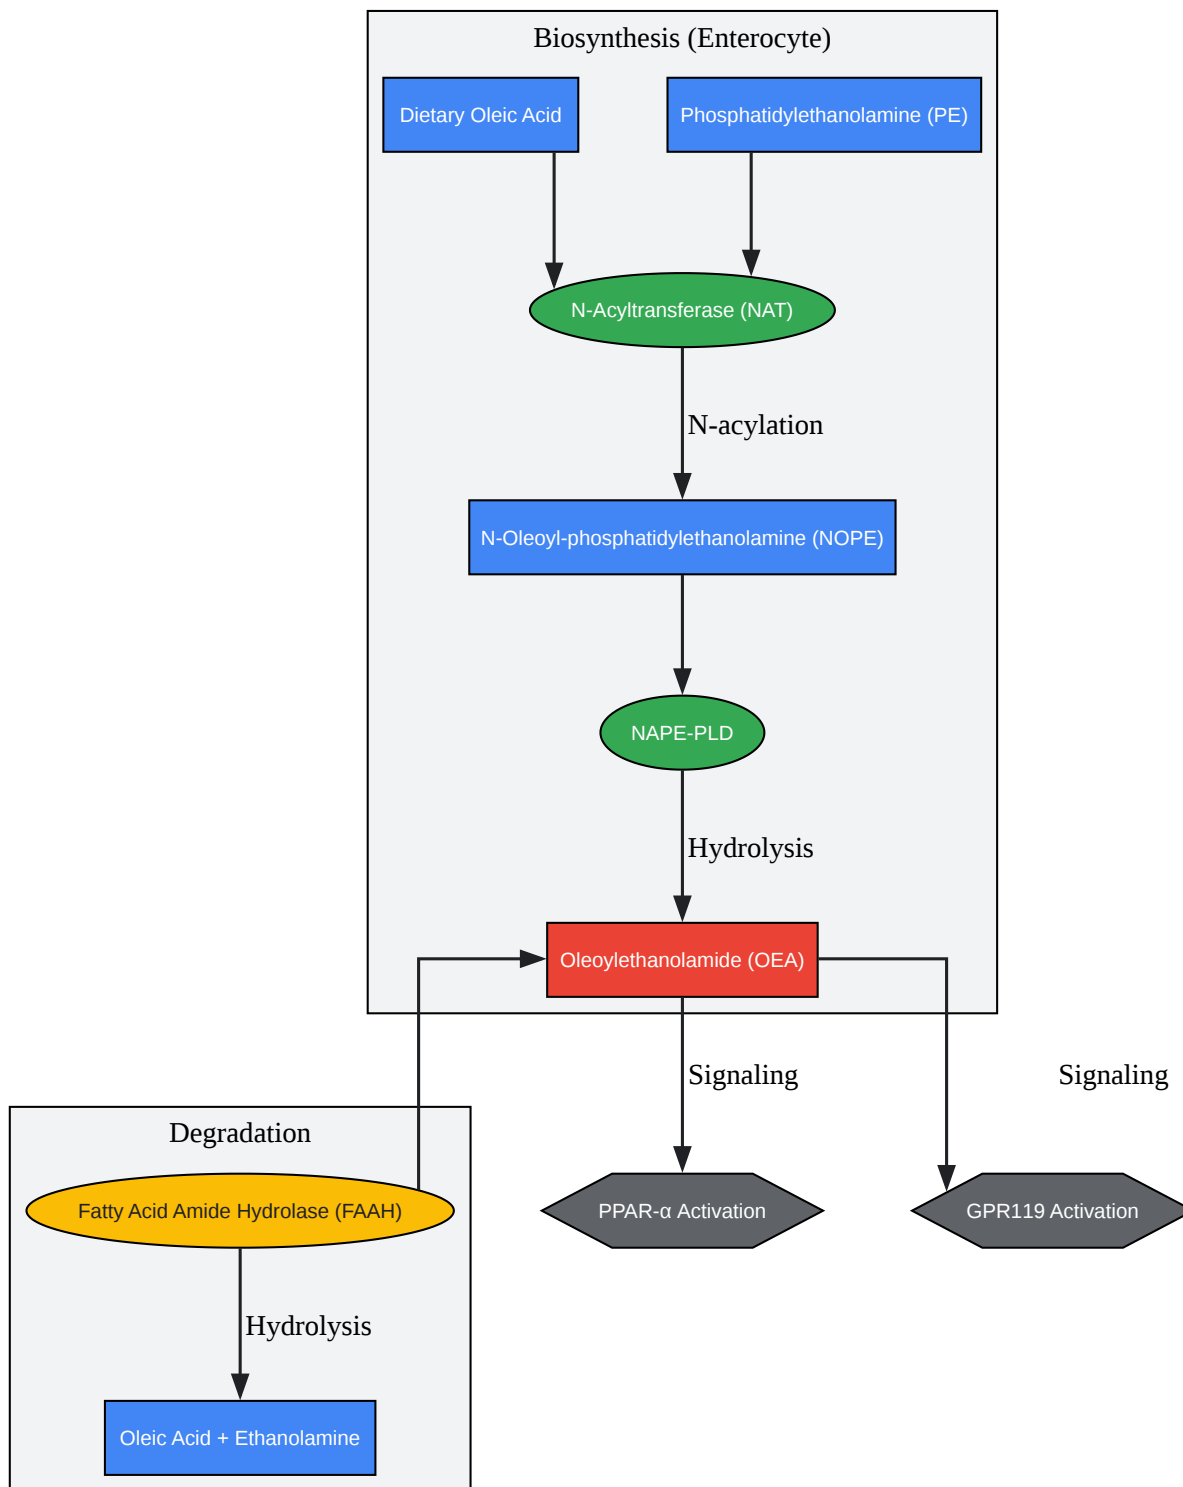 Biosynthesis (Enterocyte)
Dietary Oleic Acid
Phosphatidylethanolamine (PE)
N-Acyltransferase (NAT)
N-acylation
N-Oleoyl-phosphatidylethanolamine (NOPE)
NAPE-PLD
Hydrolysis
Oleoylethanolamide (OEA)
Signaling
Signaling
Degradation
Fatty Acid Amide Hydrolase (FAAH)
PPAR-α Activation
GPR119 Activation
Hydrolysis
Oleic Acid + Ethanolamine